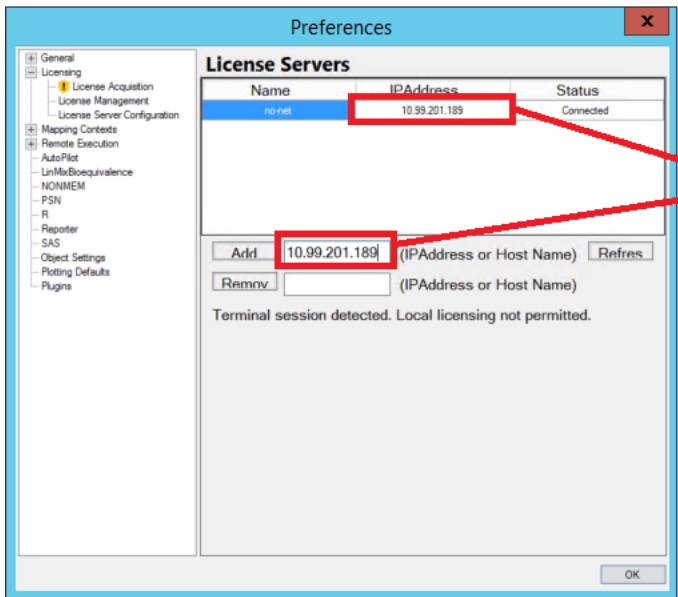 Preferences
x
General
Licensing
License Acquisition
License Management
License Server Configuration
Mapping Contexts
Remote Execution
AutoPilot
LinMixBioequivalence
NONMEM
PSN
R
Reporter
SAS
Object Settings
Plotting Defaults
Plugins
License Servers
Name IPAddress Status
no-net 10.99.201.189 Connected
Add 10.99.201.189 (IPAddress or Host Name) Refres
Remov (IPAddress or Host Name)
Terminal session detected. Local licensing not permitted.
OK